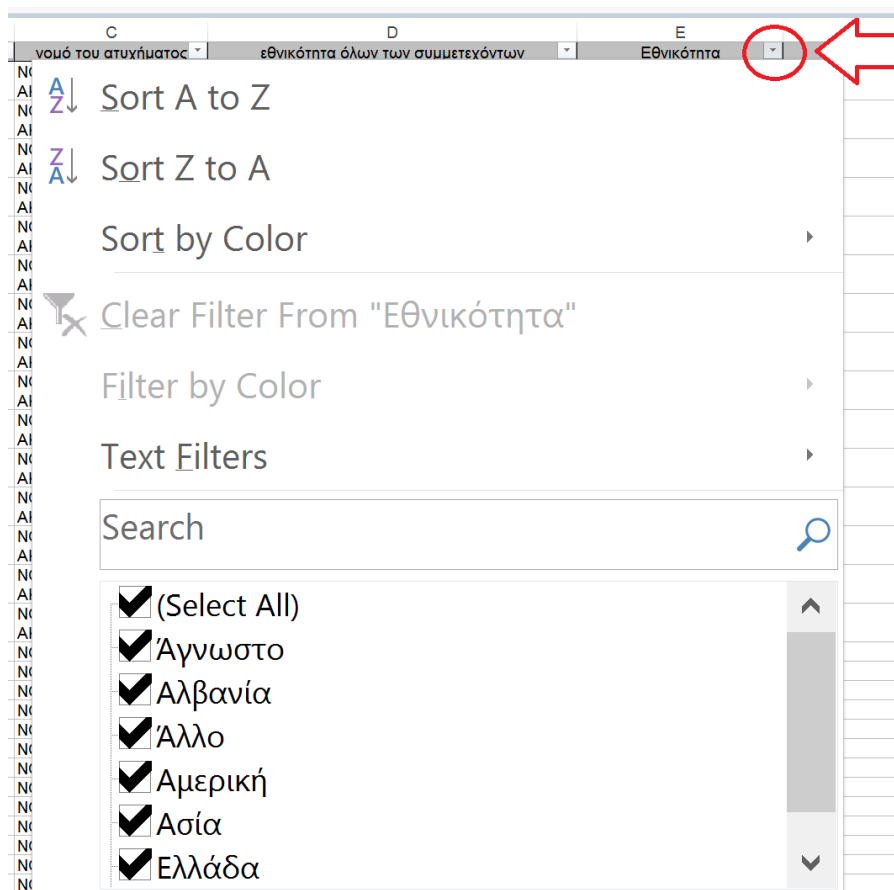 C D E
νομό του ατυχήματος εθνικότητα όλων των συμμετεχόντων Εθνικότητα
Sort A to Z
Sort Z to A
Sort by Color
Clear Filter From "Εθνικότητα"
Filter by Color
Text Filters
Search
(Select All)
Άγνωστο
Αλβανία
Άλλο
Αμερική
Ασία
Ελλάδα